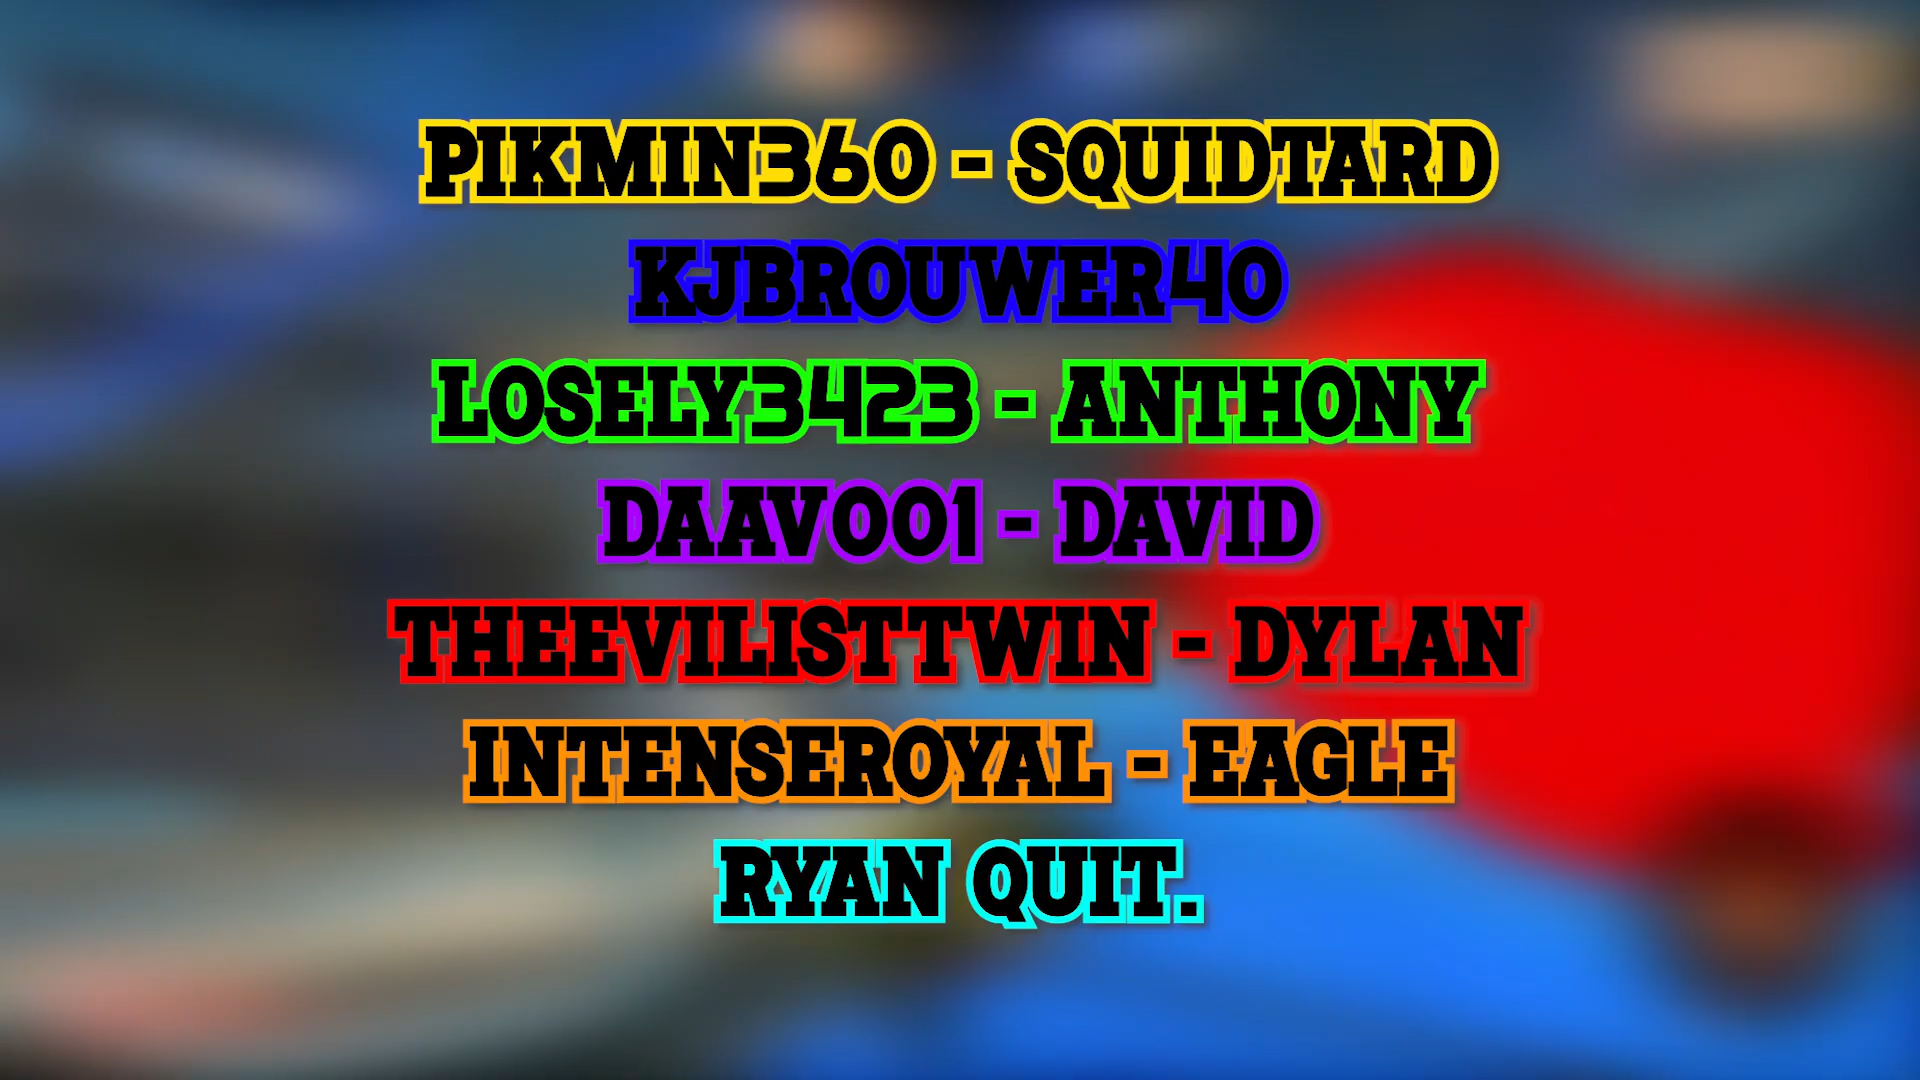 PIKMIN360 - SQUIDTARD
KJBROUWER40
LOSELY3423 - ANTHONY
DAAV001 - DAVID
THEEVILISTTWIN - DYLAN
INTENSEROYAL - EAGLE
RYAN QUIT.